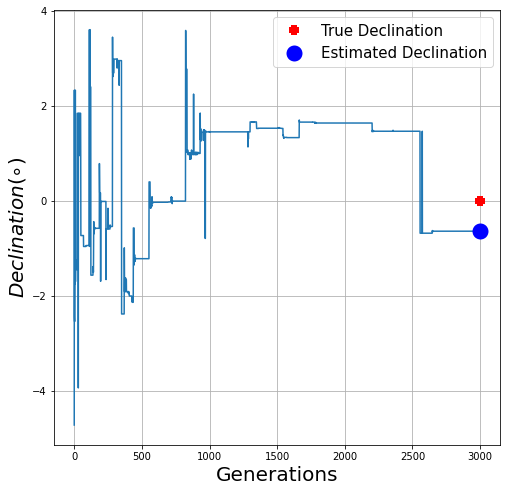 True Declination
Estimated Declination
4
2
0
−2
−4
Declination(∘)
0 500 1000 1500 2000 2500 3000
Generations